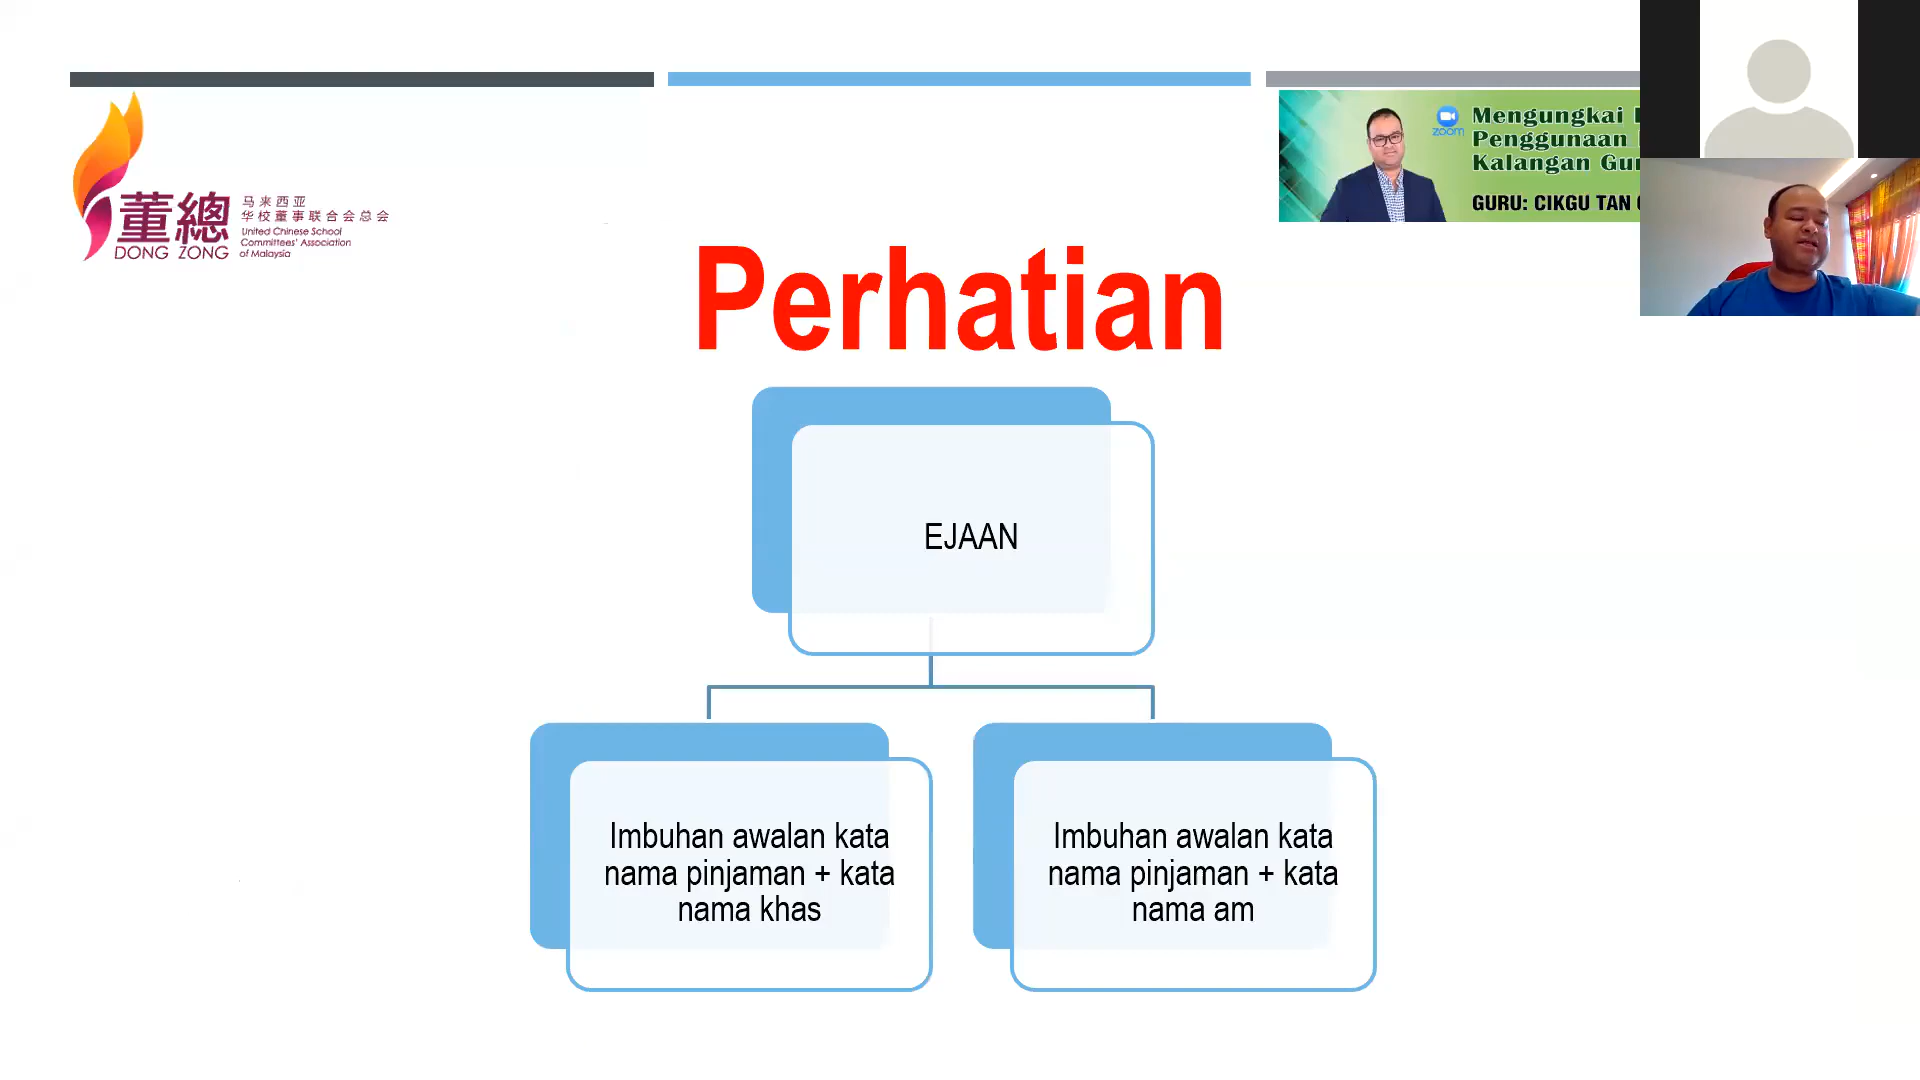 董總
DONG ZONG
马来西亚
华校董事联合会总会
United Chinese School
Committees' Association
of Malaysia
zoom
Mengungkai
Penggunaan
Kalangan
GURU: CIKGU TAN
Perhatian
EJAAN
Imbuhan awalan kata
nama pinjaman + kata
nama khas
Imbuhan awalan kata
nama pinjaman + kata
nama am